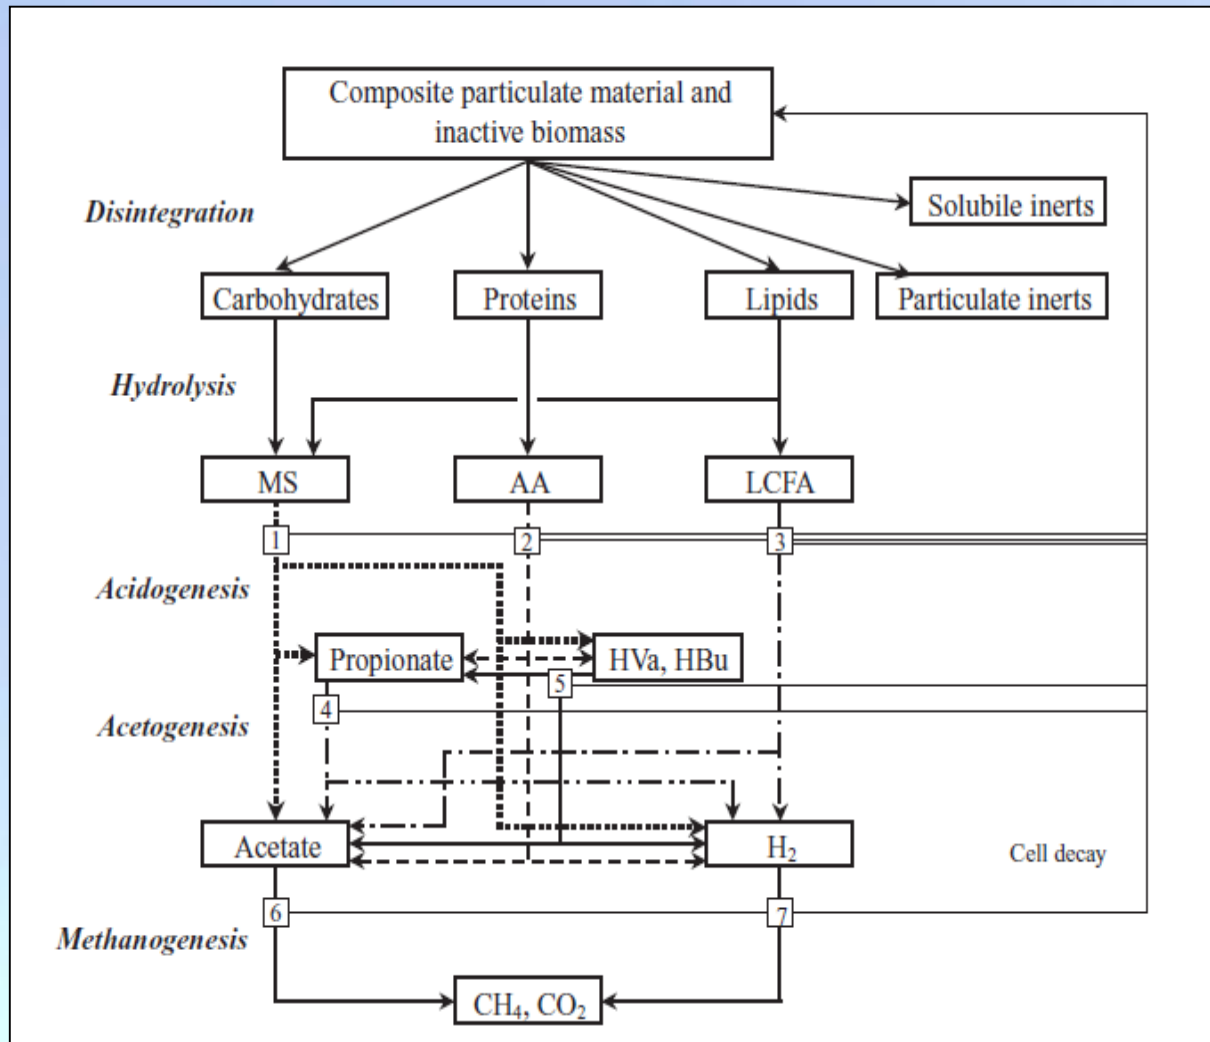 Composite particulate material and
inactive biomass
Disintegration
Solubile inerts
Carbohydrates
Proteins
Lipids
Particulate inerts
Hydrolysis
MS
AA
LCFA
1
2
3
Acidogenesis
Propionate
HVa, HBu
5
4
Acetogenesis
Acetate
H₂
Cell decay
6
7
Methanogenesis
CH₄, CO₂